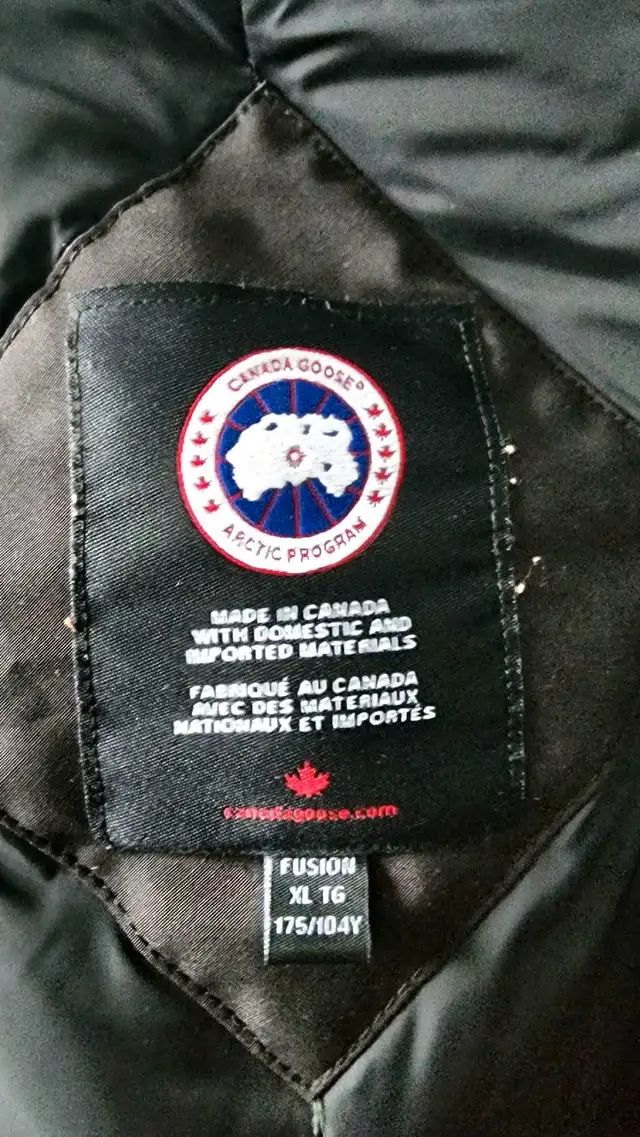 CANADA GOOSE®
ARCTIC PROGRAM
MADE IN CANADA
WITH DOMESTIC AND
IMPORTED MATERIALS
FABRIQUÉ AU CANADA
AVEC DES MATERIAUX
NATIONAUX ET IMPORTÉS
canadagoose.com
FUSION
XL TG
175/104Y